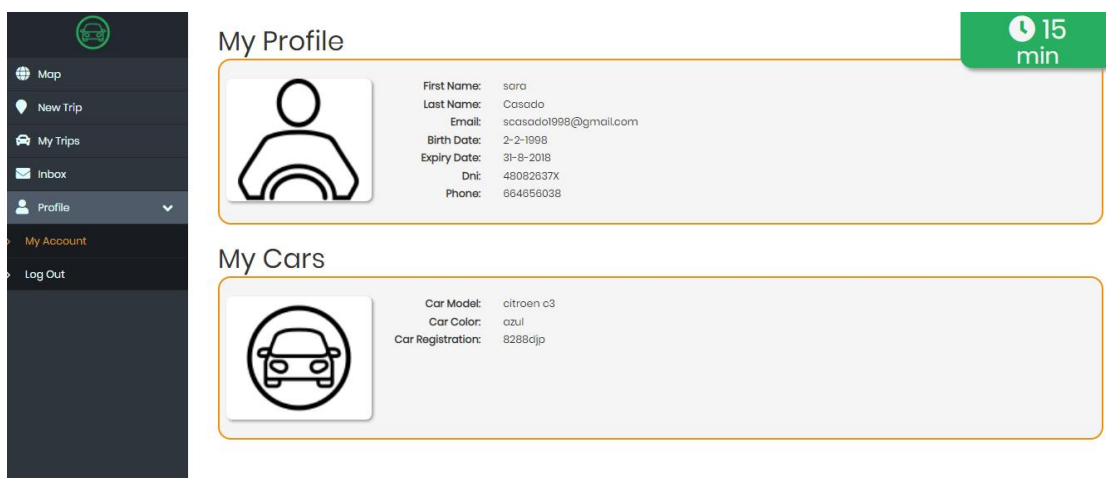 Map
New Trip
My Trips
Inbox
Profile
My Account
Log Out
15
min
My Profile
First Name: sara
Last Name: Casado
Email: scasado1998@gmail.com
Birth Date: 2-2-1998
Expiry Date: 31-8-2018
Dni: 48082637X
Phone: 664656038
My Cars
Car Model: citroen c3
Car Color: azul
Car Registration: 8288djp